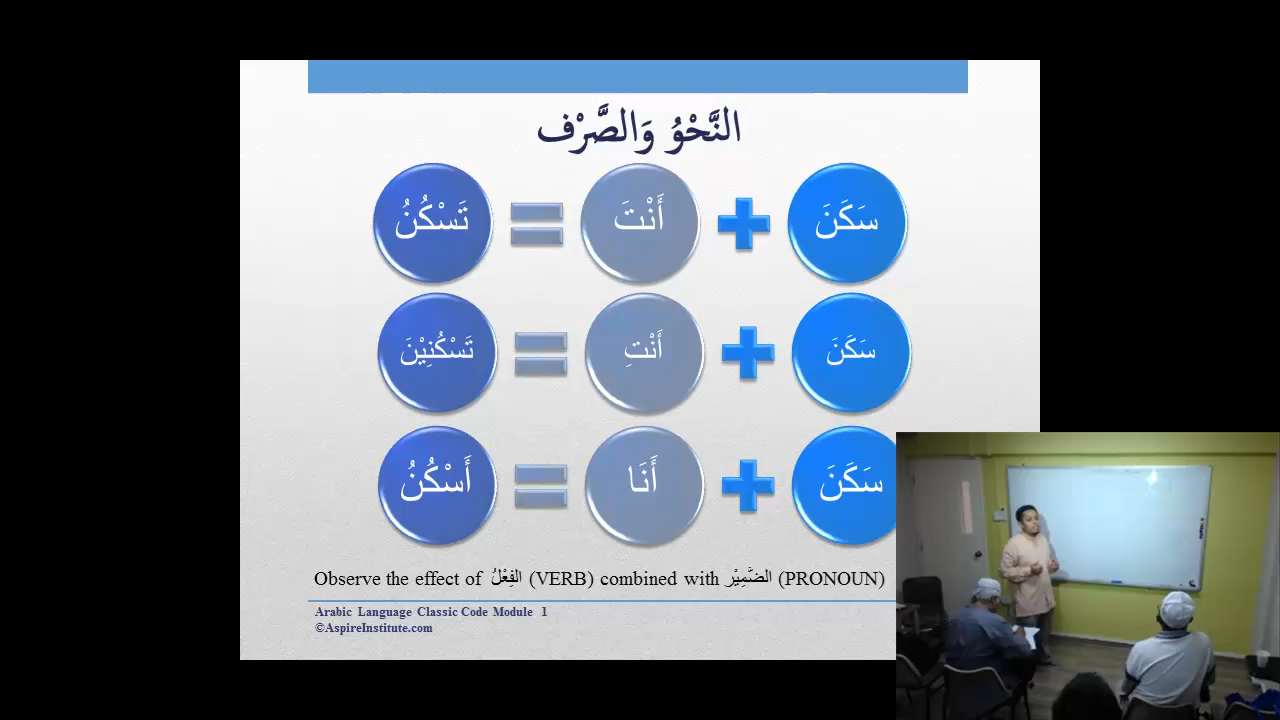 النَّحْوُ وَالصَّرْف
سَكَنَ + أَنْتَ = تَسْكُنُ
سَكَنَ + أَنْتِ = تَسْكُنِيْنَ
سَكَنَ + أَنَا = أَسْكُنُ
Observe the effect of الفِعْلُ (VERB) combined with الضَّمِيْر (PRONOUN)
Arabic Language Classic Code Module 1
©AspireInstitute.com